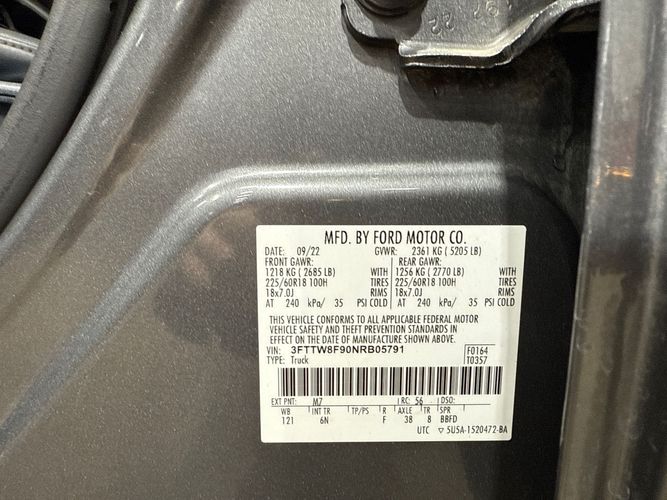 192 22
MFD. BY FORD MOTOR CO.
DATE: 09/22 GVWR: 2361 KG ( 5205 LB)
FRONT GAWR: REAR GAWR:
1218 KG ( 2685 LB) WITH 1256 KG ( 2770 LB) WITH
225/60R18 100H TIRES 225/60R18 100H TIRES
18x7.0J RIMS 18x7.0J RIMS
AT 240 kPa/ 35 PSI COLD AT 240 kPa/ 35 PSI COLD
THIS VEHICLE CONFORMS TO ALL APPLICABLE FEDERAL MOTOR
VEHICLE SAFETY AND THEFT PREVENTION STANDARDS IN
EFFECT ON THE DATE OF MANUFACTURE SHOWN ABOVE.
VIN: 3FTTW8F90NRB05791 F0164
TYPE: Truck T0357
EXT PNT: M7 RC: 56 DSO:
WB INT TR TP/PS R AXLE TR SPR
121 6N F 38 8 BBFD
UTC ▽ 5U5A-1520472-BA